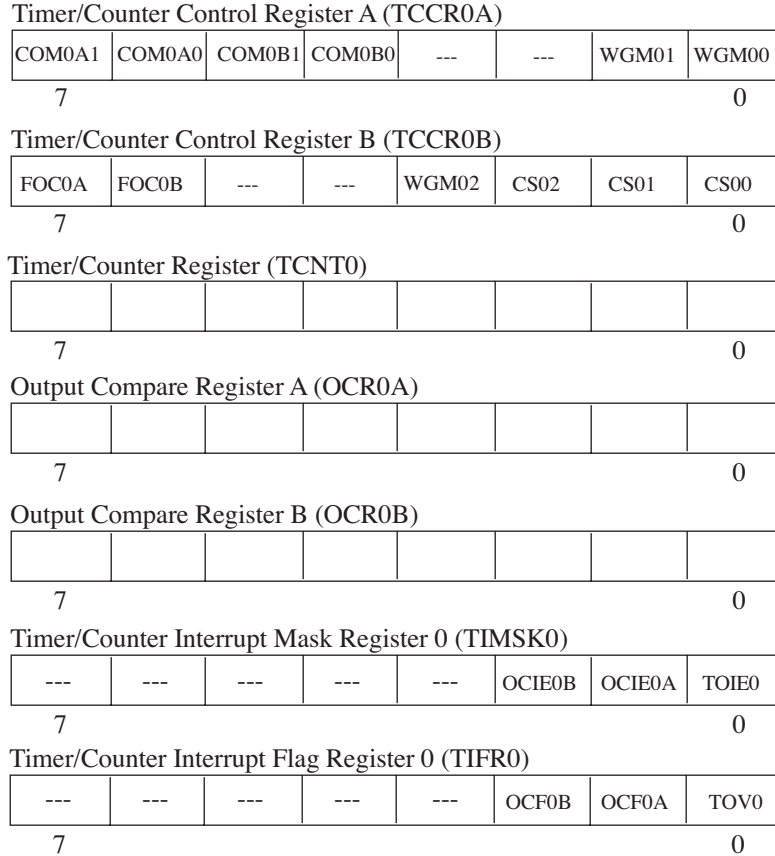 Timer/Counter Control Register A (TCCR0A)
COM0A1 COM0A0 COM0B1 COM0B0 --- --- WGM01 WGM00
7 0
Timer/Counter Control Register B (TCCR0B)
FOC0A FOC0B --- --- WGM02 CS02 CS01 CS00
7 0
Timer/Counter Register (TCNT0)
7 0
Output Compare Register A (OCR0A)
7 0
Output Compare Register B (OCR0B)
7 0
Timer/Counter Interrupt Mask Register 0 (TIMSK0)
--- --- --- --- --- OCIE0B OCIE0A TOIE0
7 0
Timer/Counter Interrupt Flag Register 0 (TIFR0)
--- --- --- --- --- OCF0B OCF0A TOV0
7 0